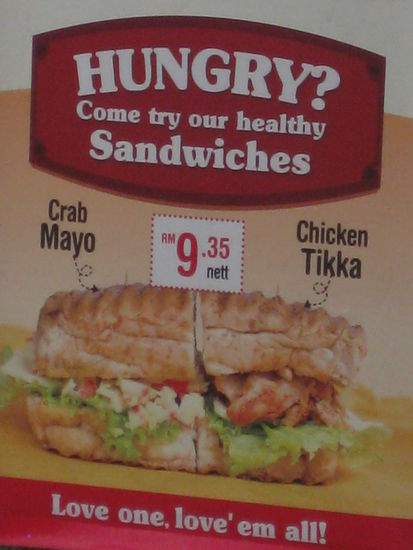 HUNGRY?
Come try our healthy
Sandwiches
Crab
Mayo
RM 9.35
nett
Chicken
Tikka
Love one, love' em all!